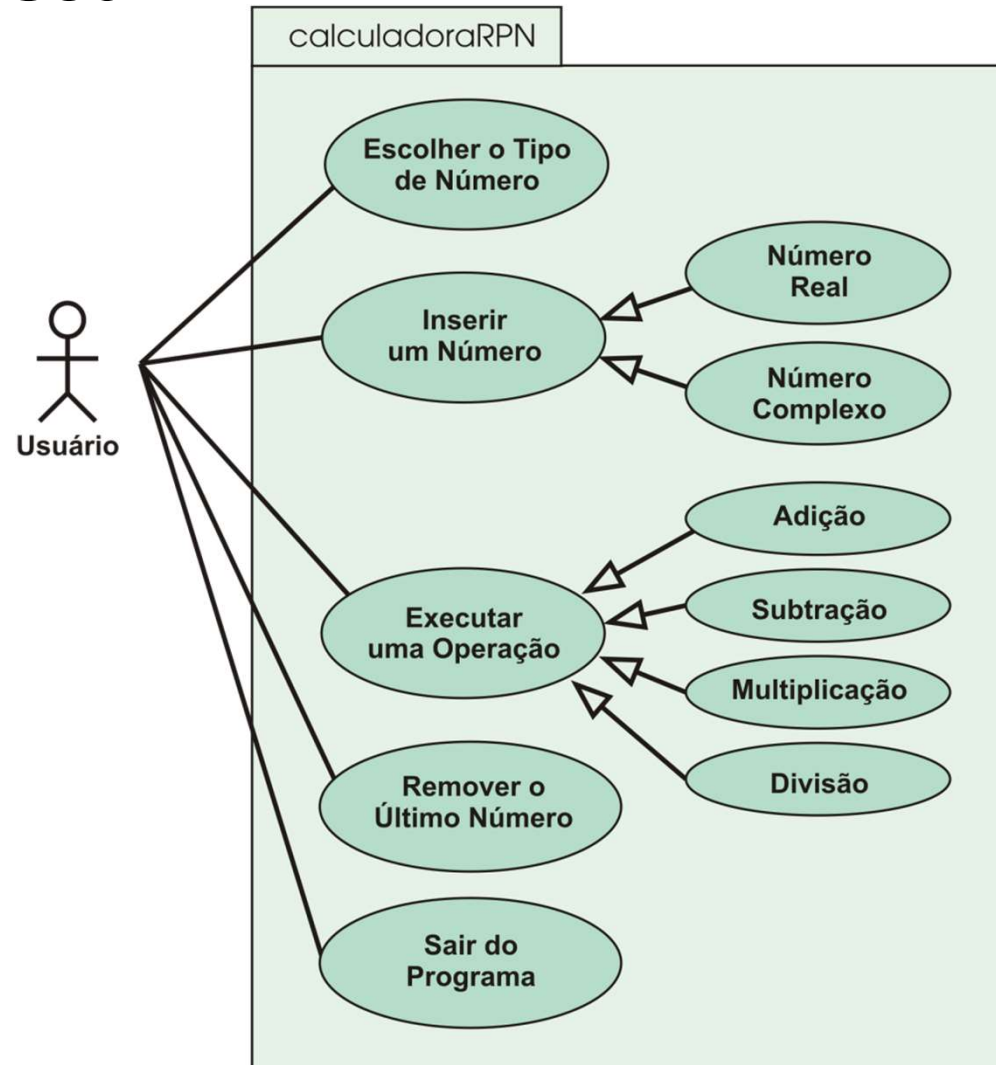 calculadoraRPN
Escolher o Tipo
de Número
Inserir
um Número
Número
Real
Número
Complexo
Usuário
Adição
Executar
uma Operação
Subtração
Multiplicação
Divisão
Remover o
Último Número
Sair do
Programa